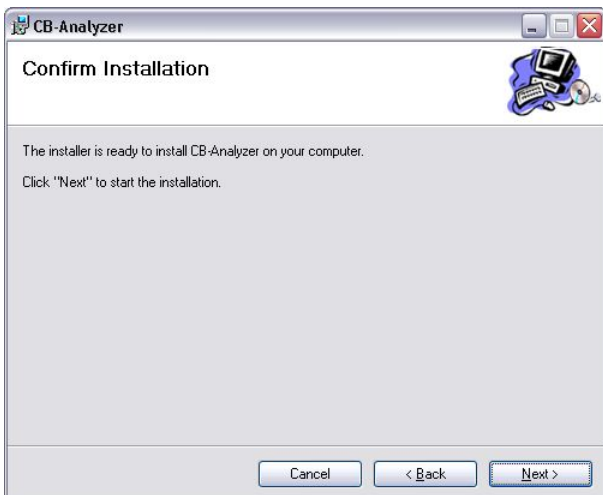 CB-Analyzer
Confirm Installation
The installer is ready to install CB-Analyzer on your computer.
Click "Next" to start the installation.
Cancel
< Back
Next >